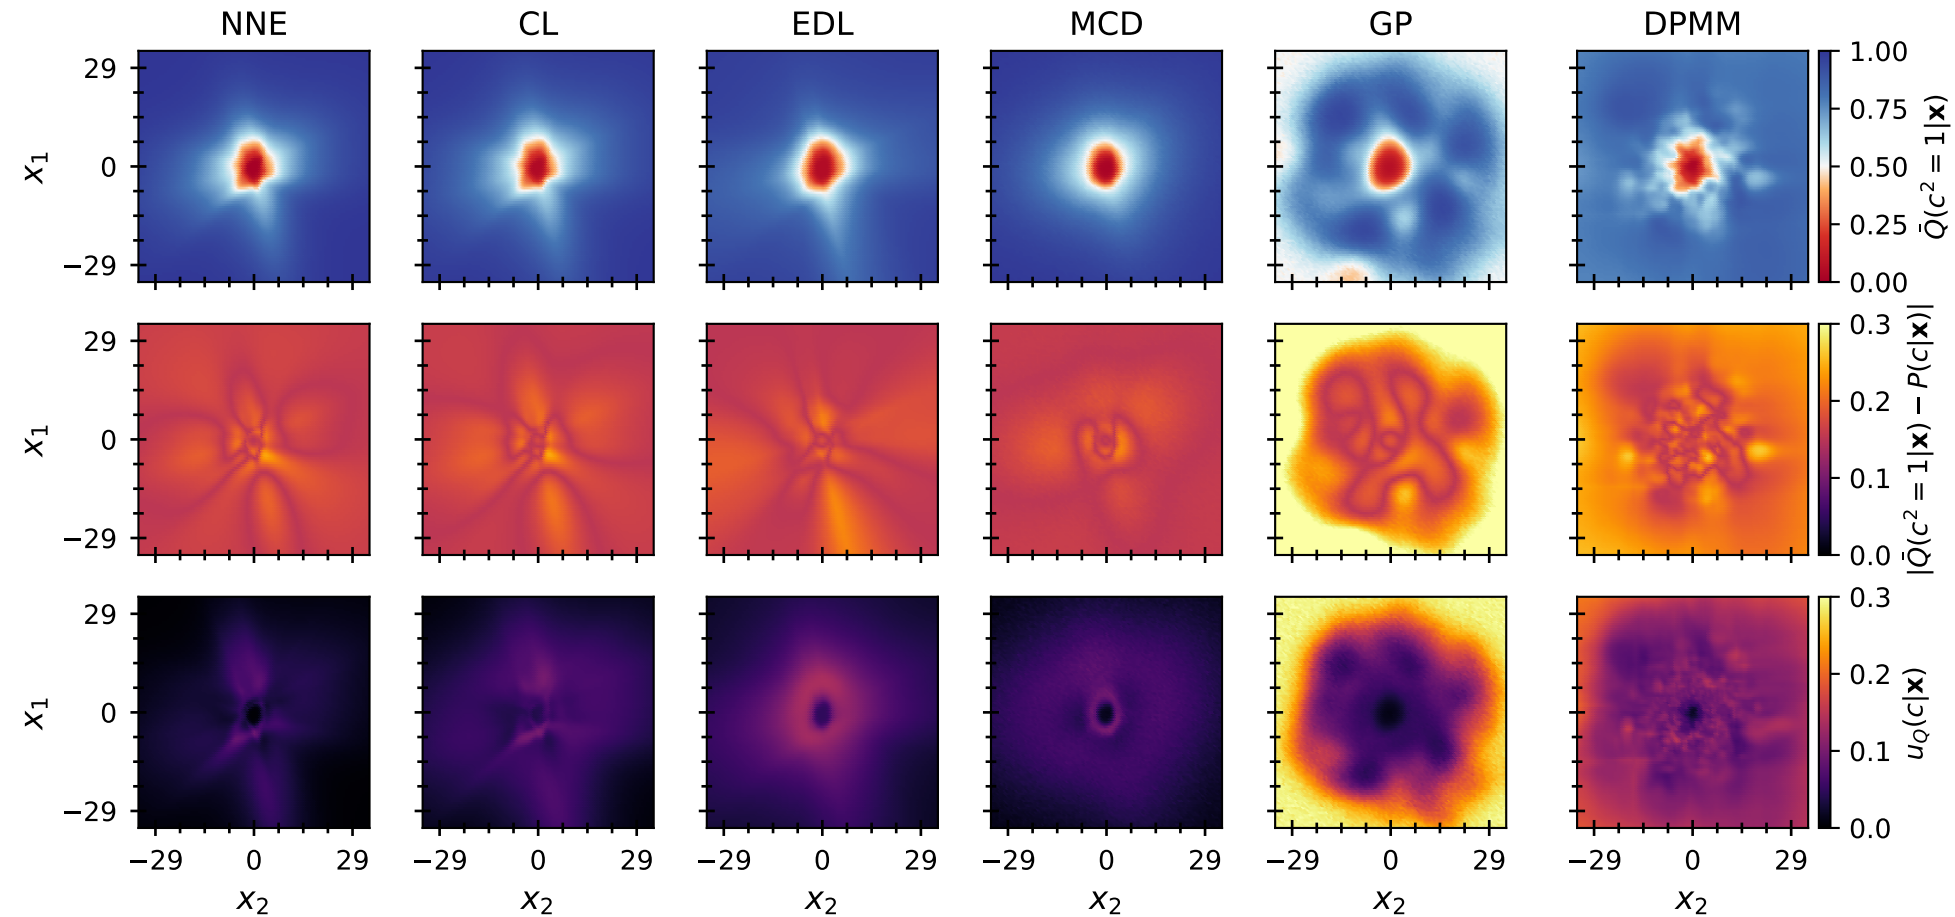 NNE CL EDL MCD GP DPMM
x₁ 29 0 −29
1.00 0.75 0.50 0.25 0.00
Q̄(c² = 1|𝐱)
x₁ 29 0 −29
0.3 0.2 0.1 0.0
|Q̄(c² = 1|𝐱) − P(c|𝐱)|
x₁ 29 0 −29
0.3 0.2 0.1 0.0
u_Q(c|𝐱)
−29 0 29 −29 0 29 −29 0 29 −29 0 29 −29 0 29 −29 0 29
x₂ x₂ x₂ x₂ x₂ x₂